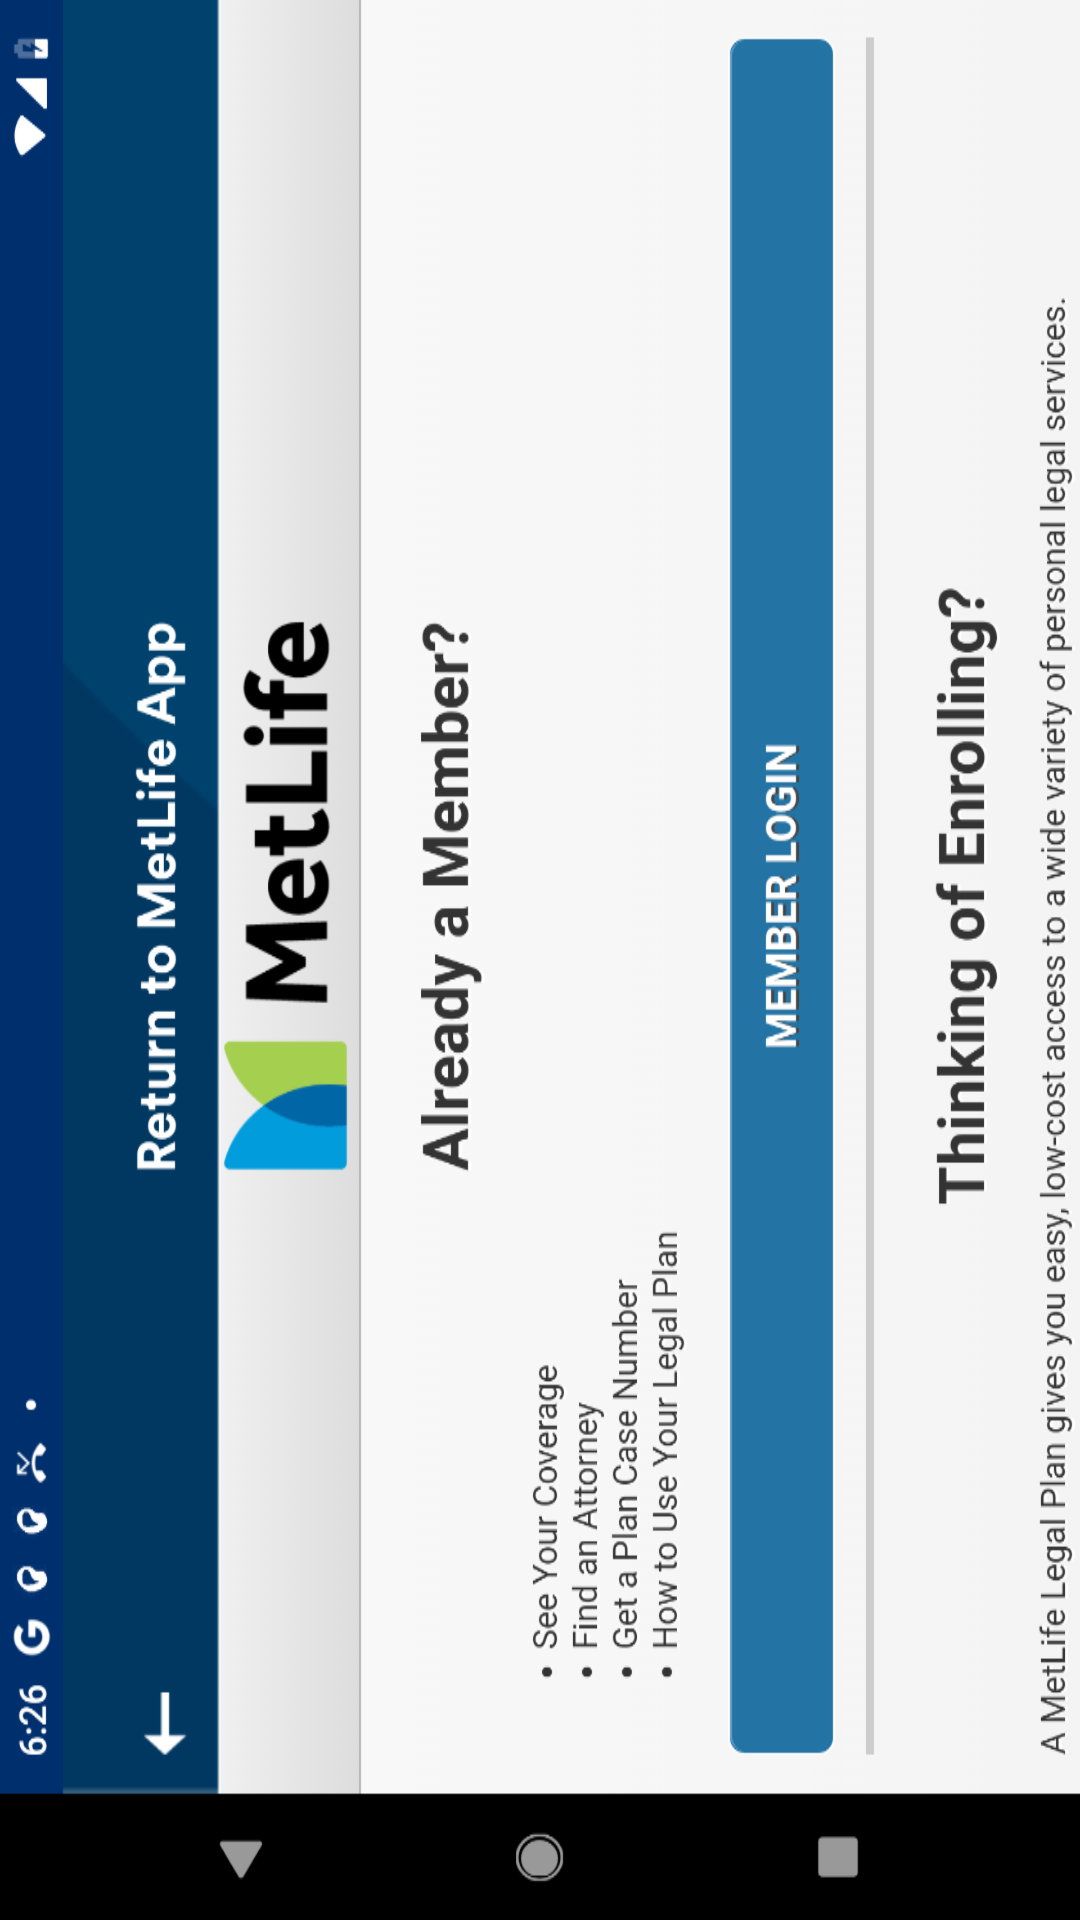 6:26
Return to MetLife App
MetLife
Already a Member?
• See Your Coverage
• Find an Attorney
• Get a Plan Case Number
• How to Use Your Legal Plan
MEMBER LOGIN
Thinking of Enrolling?
A MetLife Legal Plan gives you easy, low-cost access to a wide variety of personal legal services.